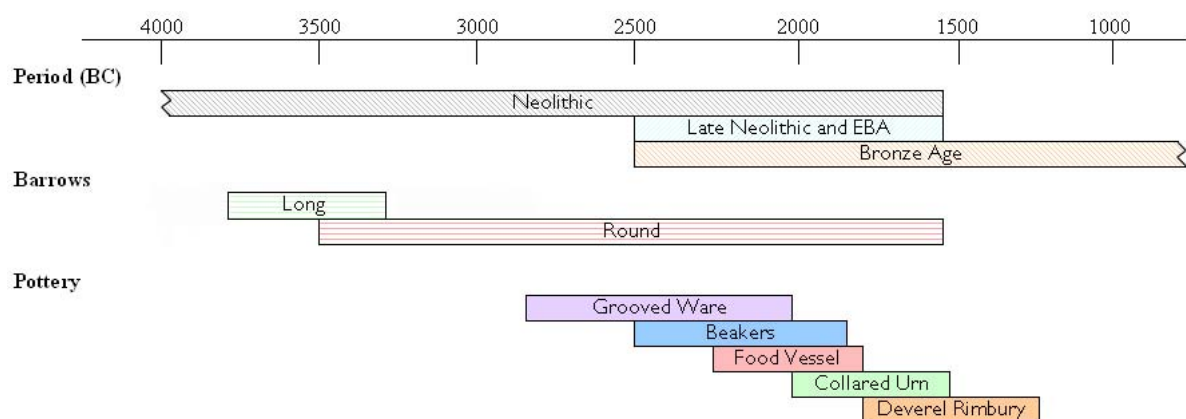 4000 3500 3000 2500 2000 1500 1000
Period (BC)
Neolithic
Late Neolithic and EBA
Bronze Age
Barrows
Long
Round
Pottery
Grooved Ware
Beakers
Food Vessel
Collared Urn
Deverel Rimbury